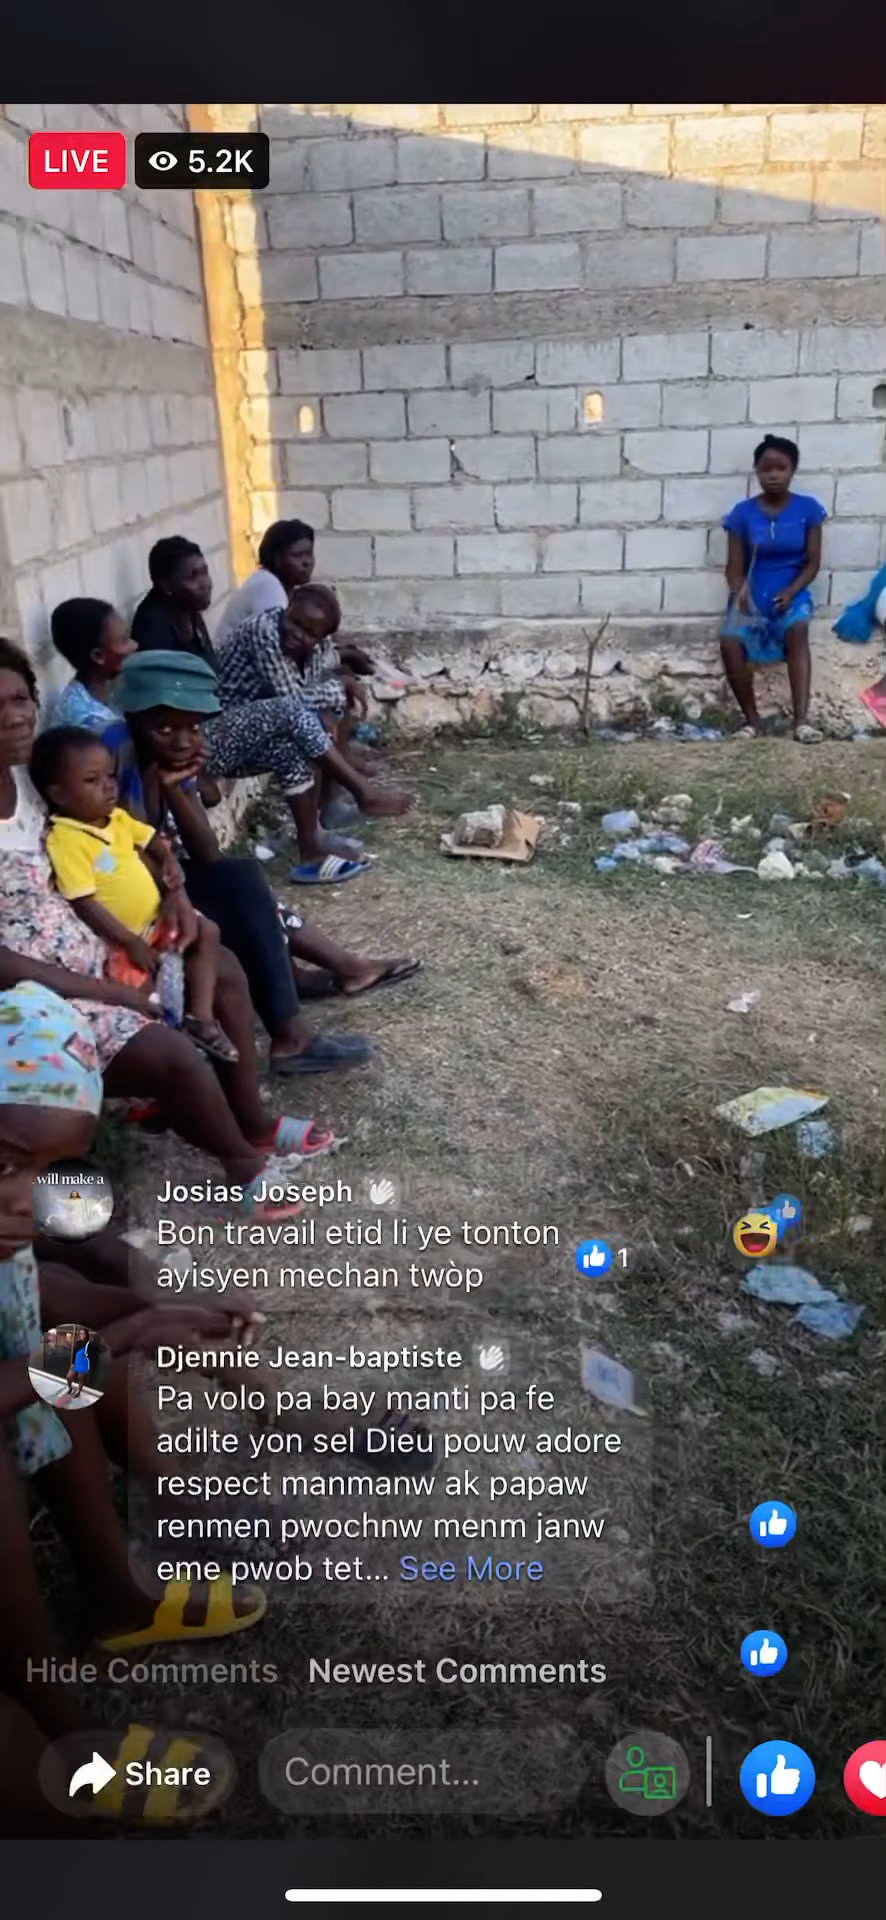 LIVE
5.2K
will make a
Josias Joseph
Bon travail etid li ye tonton
ayisyen mechan twòp
1
Djennie Jean-baptiste
Pa volo pa bay manti pa fe
adilte yon sel Dieu pouw adore
respect manmanw ak papaw
renmen pwochnw menm janw
eme pwob tet... See More
Hide Comments Newest Comments
Share Comment...